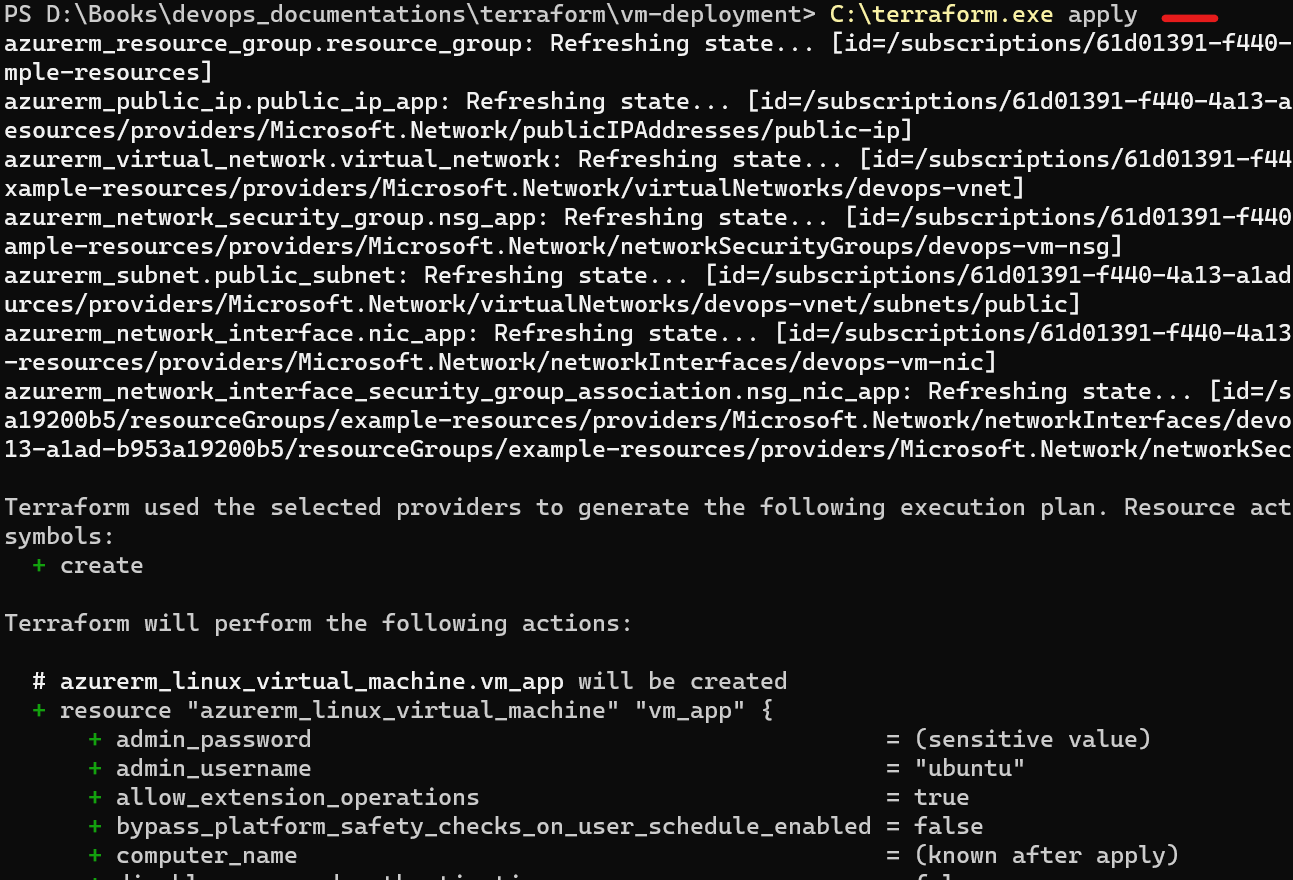 PS D:\Books\devops_documentations\terraform\vm-deployment> C:\terraform.exe apply
azurerm_resource_group.resource_group: Refreshing state... [id=/subscriptions/61d01391-f440-
mple-resources]
azurerm_public_ip.public_ip_app: Refreshing state... [id=/subscriptions/61d01391-f440-4a13-a
esources/providers/Microsoft.Network/publicIPAddresses/public-ip]
azurerm_virtual_network.virtual_network: Refreshing state... [id=/subscriptions/61d01391-f44
xample-resources/providers/Microsoft.Network/virtualNetworks/devops-vnet]
azurerm_network_security_group.nsg_app: Refreshing state... [id=/subscriptions/61d01391-f440
ample-resources/providers/Microsoft.Network/networkSecurityGroups/devops-vm-nsg]
azurerm_subnet.public_subnet: Refreshing state... [id=/subscriptions/61d01391-f440-4a13-a1ad
urces/providers/Microsoft.Network/virtualNetworks/devops-vnet/subnets/public]
azurerm_network_interface.nic_app: Refreshing state... [id=/subscriptions/61d01391-f440-4a13
-resources/providers/Microsoft.Network/networkInterfaces/devops-vm-nic]
azurerm_network_interface_security_group_association.nsg_nic_app: Refreshing state... [id=/s
a19200b5/resourceGroups/example-resources/providers/Microsoft.Network/networkInterfaces/devo
13-a1ad-b953a19200b5/resourceGroups/example-resources/providers/Microsoft.Network/networkSec
Terraform used the selected providers to generate the following execution plan. Resource act
symbols:
+ create
Terraform will perform the following actions:
# azurerm_linux_virtual_machine.vm_app will be created
+ resource "azurerm_linux_virtual_machine" "vm_app" {
+ admin_password = (sensitive value)
+ admin_username = "ubuntu"
+ allow_extension_operations = true
+ bypass_platform_safety_checks_on_user_schedule_enabled = false
+ computer_name = (known after apply)